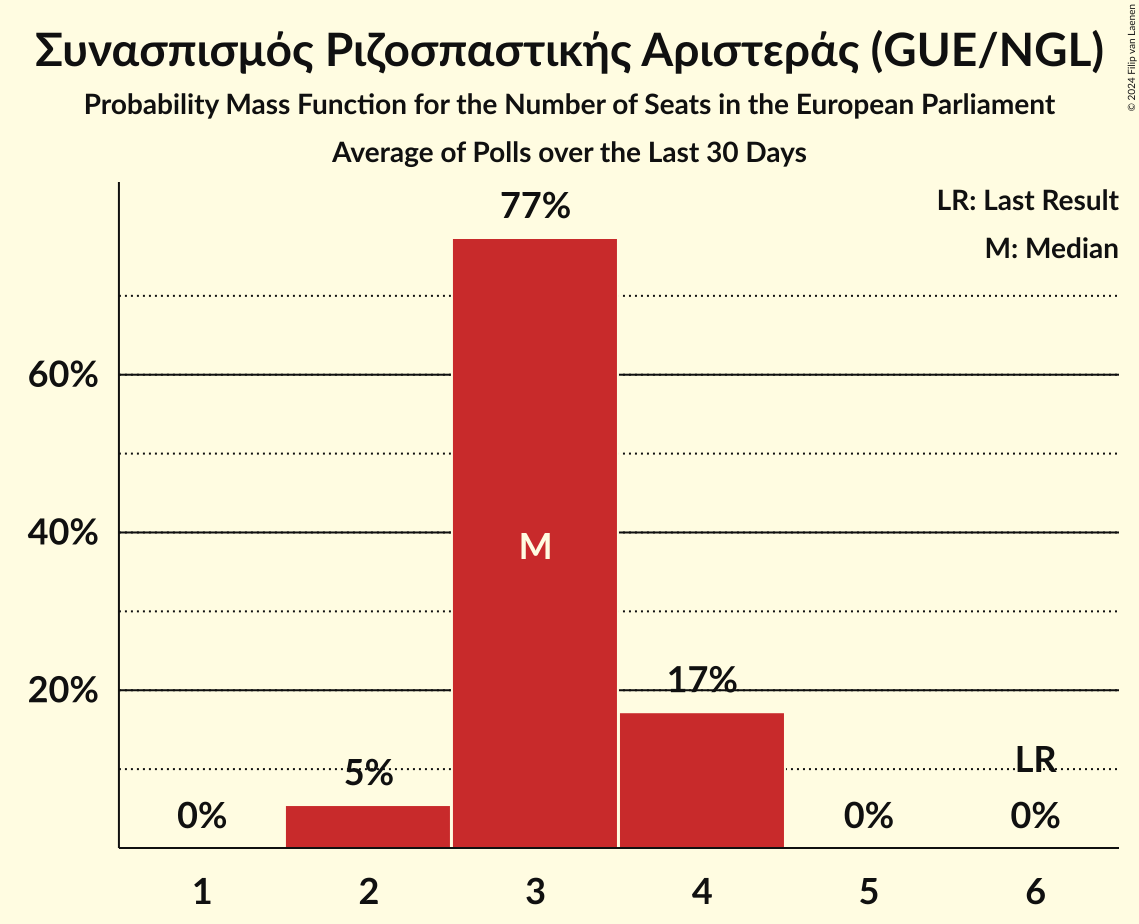 Συνασπισμός Ριζοσπαστικής Αριστεράς (GUE/NGL)
Probability Mass Function for the Number of Seats in the European Parliament
Average of Polls over the Last 30 Days
© 2024 Filip van Laenen
LR: Last Result
M: Median
77%
60%
40%
M
20%
17%
5%
LR
0%
0%
0%
1 2 3 4 5 6